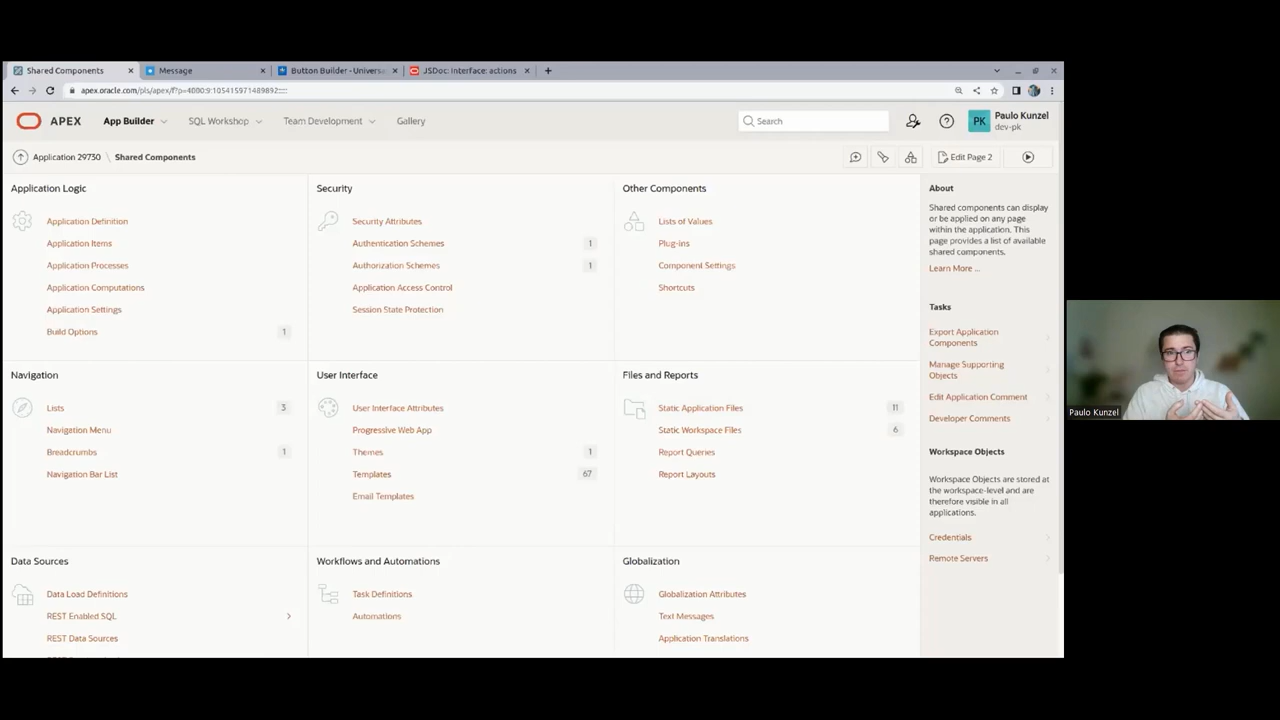 Shared Components
Message
Button Builder - Univers
JSDoc: Interface: actions
apex.oracle.com/pls/apex/f?p=4000:9:105415971489892:::::
APEX
App Builder
SQL Workshop
Team Development
Gallery
Search
PK
Paulo Kunzel
dev-pk
Application 29730 \ Shared Components
Edit Page 2
Application Logic
Application Definition
Application Items
Application Processes
Application Computations
Application Settings
Build Options 1
Security
Security Attributes
Authentication Schemes 1
Authorization Schemes 1
Application Access Control
Session State Protection
Other Components
Lists of Values
Plug-ins
Component Settings
Shortcuts
Navigation
Lists 3
Navigation Menu
Breadcrumbs 1
Navigation Bar List
User Interface
User Interface Attributes
Progressive Web App
Themes 1
Templates 67
Email Templates
Files and Reports
Static Application Files 11
Static Workspace Files 6
Report Queries
Report Layouts
Data Sources
Data Load Definitions
REST Enabled SQL
REST Data Sources
Workflows and Automations
Task Definitions
Automations
Globalization
Globalization Attributes
Text Messages
Application Translations
About
Shared components can display
or be applied on any page
within the application. This
page provides a list of available
shared components.
Learn More ...
Tasks
Export Application
Components
Manage Supporting
Objects
Edit Application Comment
Developer Comments
Workspace Objects
Workspace Objects are stored at
the workspace-level and are
therefore visible in all
applications.
Credentials
Remote Servers
Paulo Kunzel